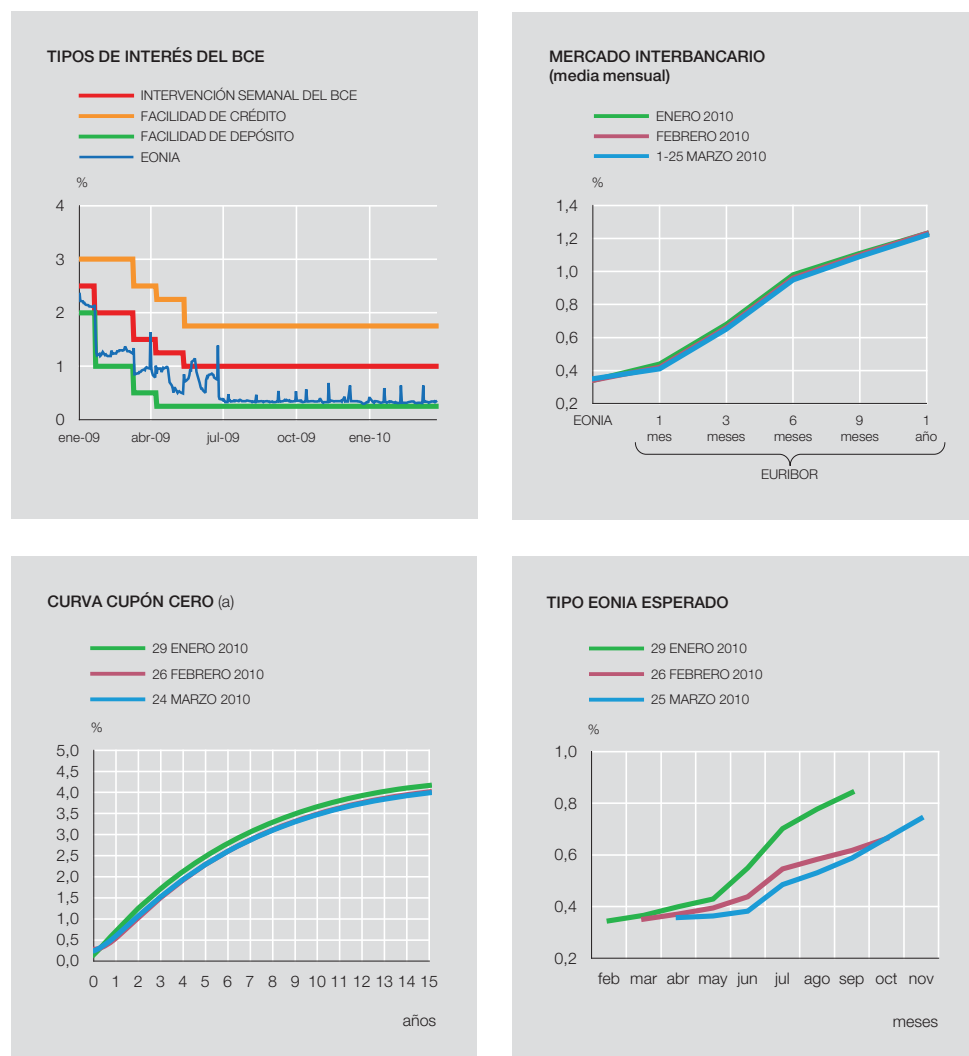 TIPOS DE INTERÉS DEL BCE
INTERVENCIÓN SEMANAL DEL BCE
FACILIDAD DE CRÉDITO
FACILIDAD DE DEPÓSITO
EONIA
%
4
3
2
1
0
ene-09 abr-09 jul-09 oct-09 ene-10
MERCADO INTERBANCARIO
(media mensual)
ENERO 2010
FEBRERO 2010
1-25 MARZO 2010
%
1,4
1,2
1,0
0,8
0,6
0,4
0,2
EONIA 1 3 6 9 1
mes meses meses meses año
EURIBOR
CURVA CUPÓN CERO (a)
29 ENERO 2010
26 FEBRERO 2010
24 MARZO 2010
%
5,0
4,5
4,0
3,5
3,0
2,5
2,0
1,5
1,0
0,5
0,0
0 1 2 3 4 5 6 7 8 9 10 11 12 13 14 15
años
TIPO EONIA ESPERADO
29 ENERO 2010
26 FEBRERO 2010
25 MARZO 2010
%
1,0
0,8
0,6
0,4
0,2
feb mar abr may jun jul ago sep oct nov
meses